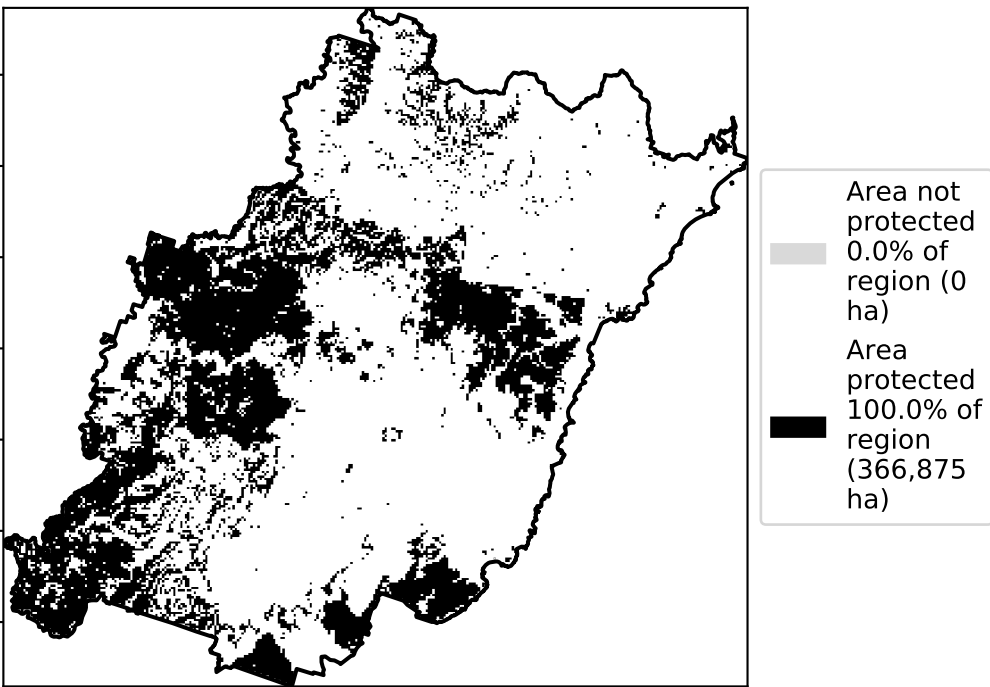 Area not
protected
0.0% of
region (0
ha)
Area
protected
100.0% of
region
(366,875
ha)